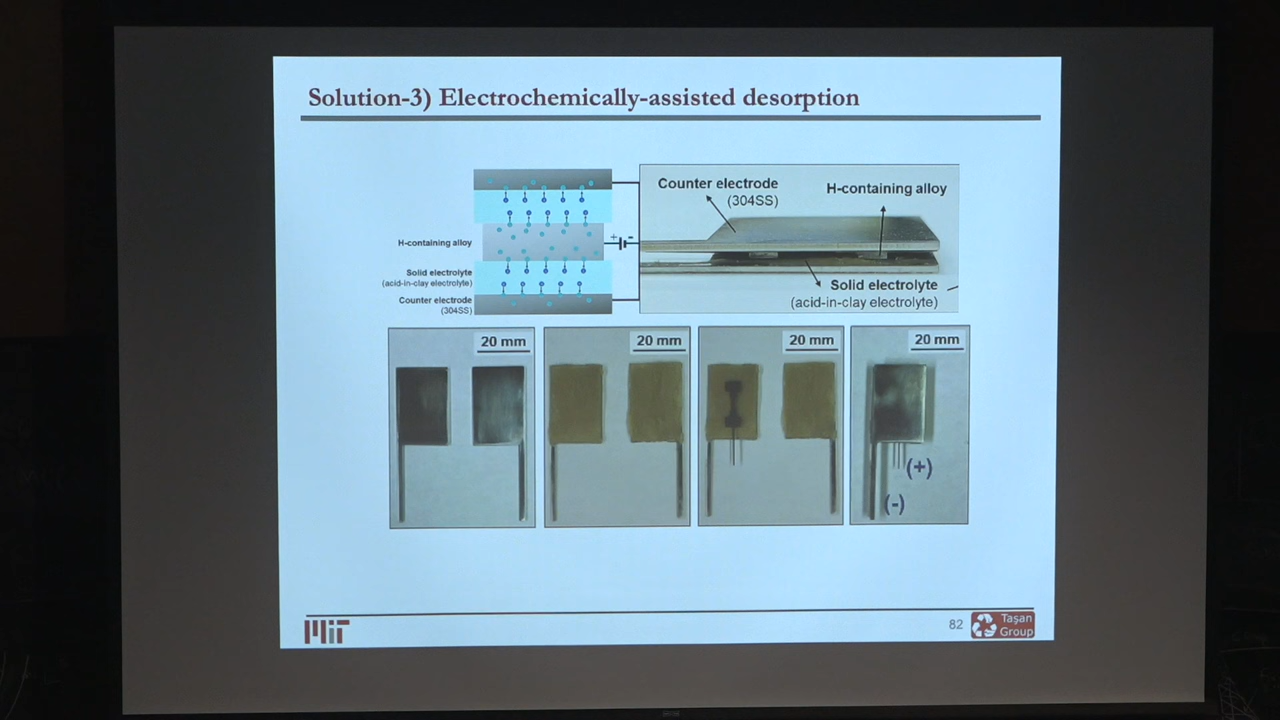 Solution-3) Electrochemically-assisted desorption
H-containing alloy
Solid electrolyte
(acid-in-clay electrolyte)
Counter electrode
(304SS)
+ -
Counter electrode
(304SS)
H-containing alloy
Solid electrolyte
(acid-in-clay electrolyte)
20 mm
20 mm
20 mm
20 mm
(+)
(-)
MIT
82
Taşan
Group